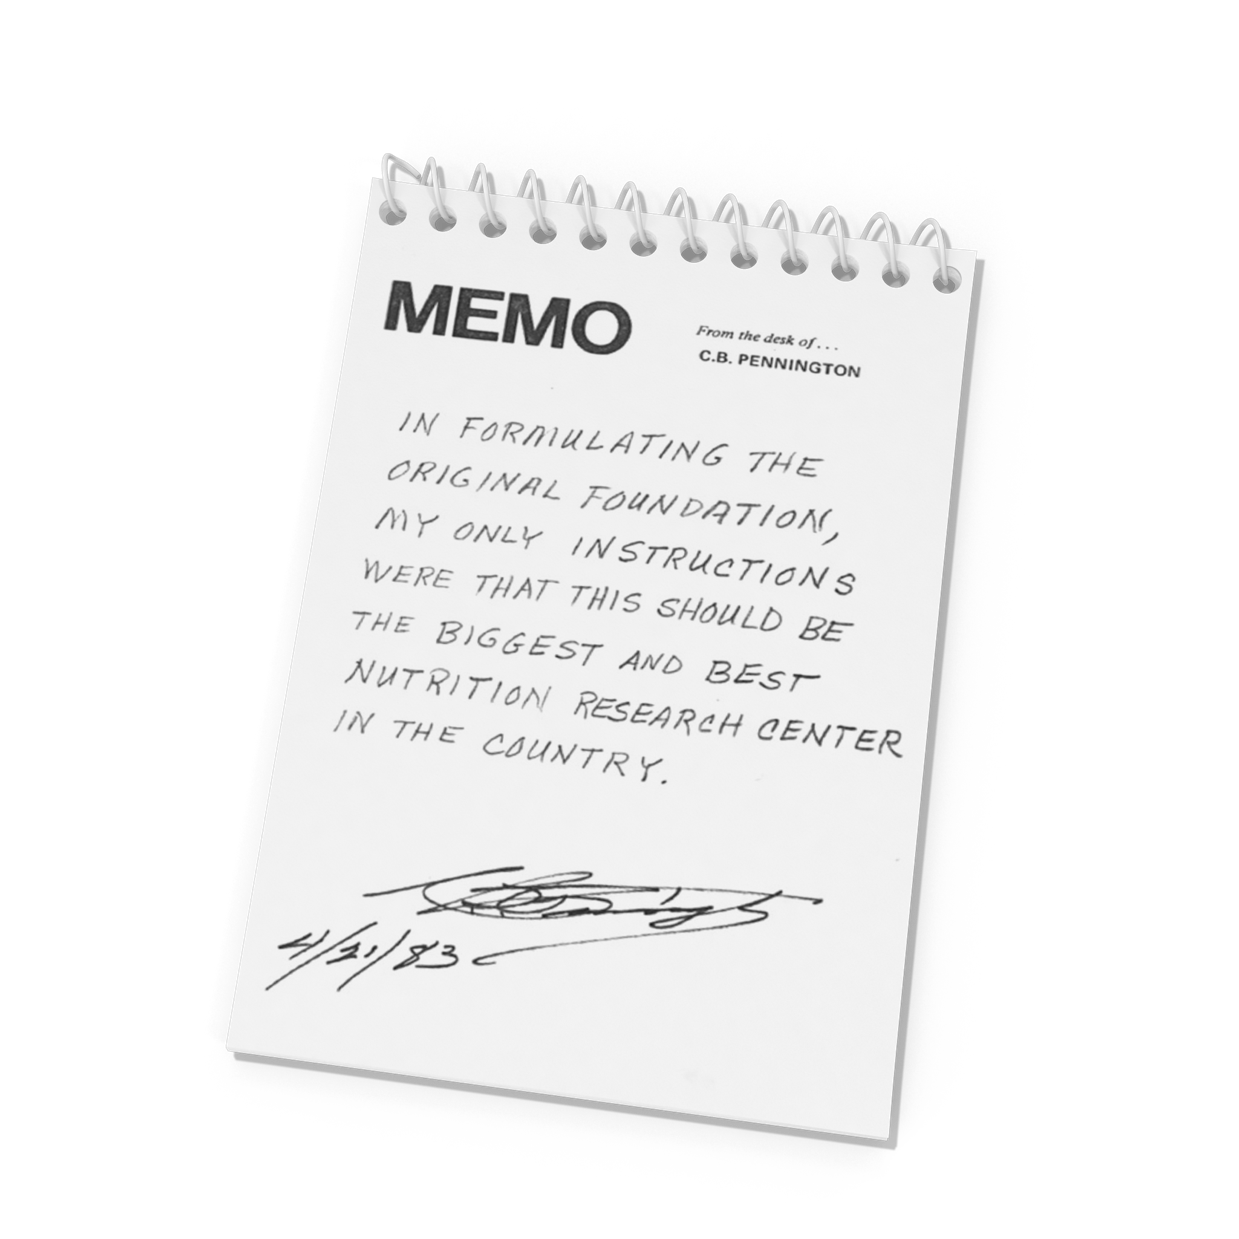 MEMO
From the desk of . . .
C.B. PENNINGTON
IN FORMULATING THE
ORIGINAL FOUNDATION,
MY ONLY INSTRUCTIONS
WERE THAT THIS SHOULD BE
THE BIGGEST AND BEST
NUTRITION RESEARCH CENTER
IN THE COUNTRY.
4/21/83